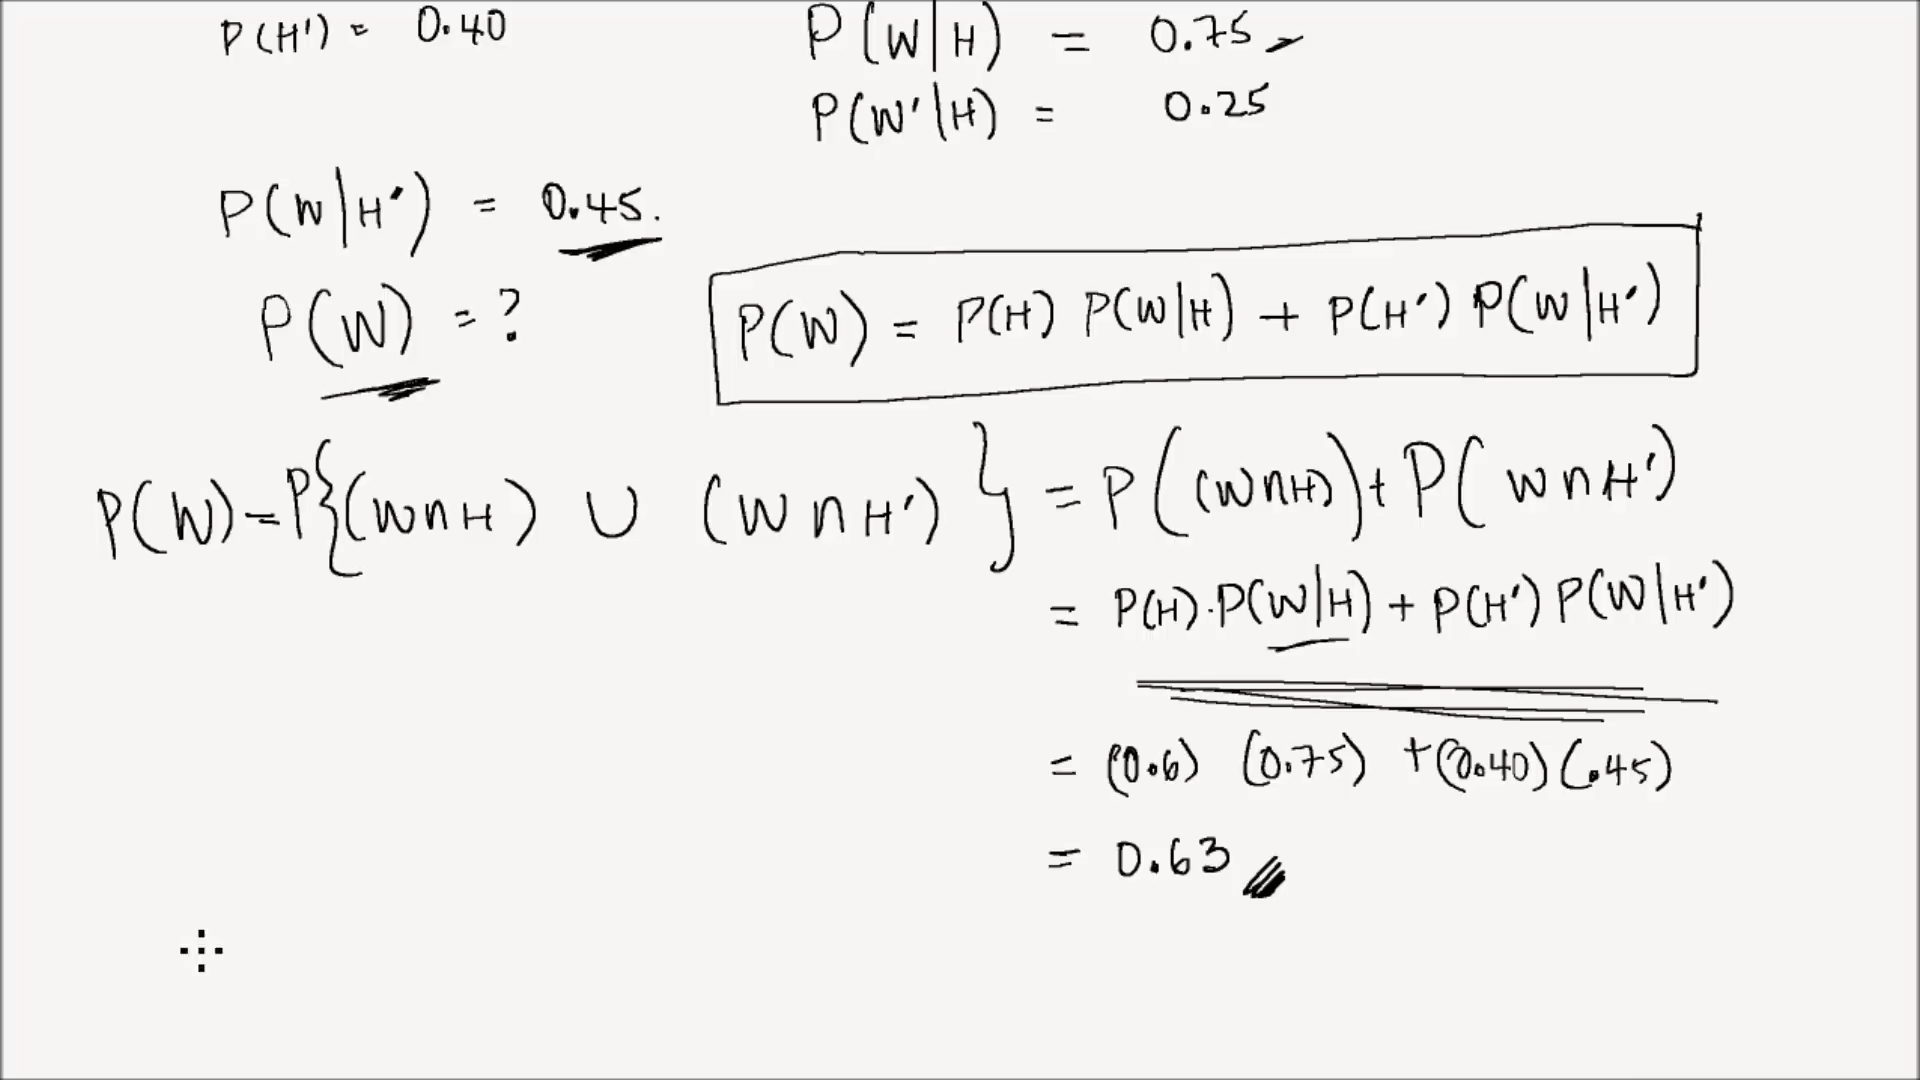 P(H') = 0.40
P(W|H) = 0.75
P(W'|H) = 0.25
P(W|H') = 0.45.
P(W) = ?
P(W) = P(H) P(W|H) + P(H') P(W|H')
P(W) = P{(W∩H) ∪ (W∩H')} = P((W∩H)) + P(W∩H')
= P(H)·P(W|H) + P(H') P(W|H')
= (0.6) (0.75) + (0.40) (.45)
= 0.63